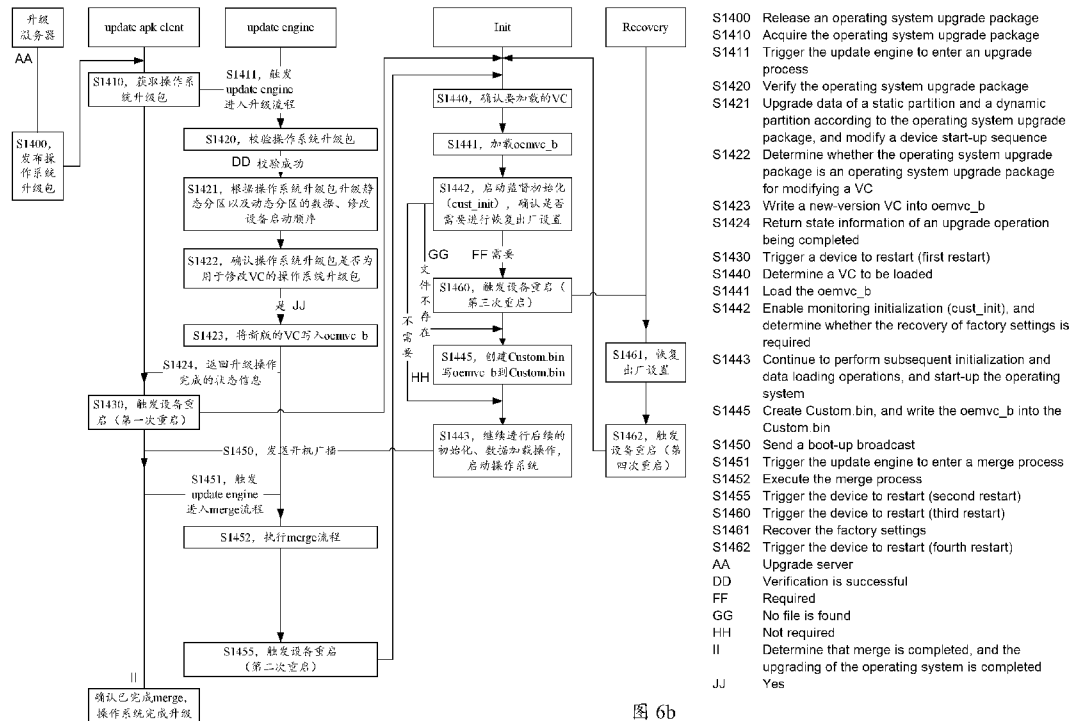 升级
服务器
update apk clent
update engine
Init
Recovery
AA
S1410, 获取操作系
统升级包
S1411, 触发
update engine
进入升级流程
S1400,
发布操
作系统
升级包
S1420, 校验操作系统升级包
DD 校验成功
S1421, 根据操作系统升级包升级静
态分区以及动态分区的数据、修改
设备启动顺序
S1422, 确认操作系统升级包是否为
用于修改VC的操作系统升级包
是 JJ
S1423, 将新版的VC写入oemvc_b
S1424, 返回升级操作
完成的状态信息
S1430, 触发设备重
启（第一次重启）
S1440, 确认要加载的VC
S1441, 加载oemvc_b
S1442, 启动监督初始化
（cust_init）, 确认是否
需要进行恢复出厂设置
GG
文件不存在
FF 需要
S1460, 触发设备重启（
第三次重启）
不需要
HH
S1445, 创建Custom.bin
写oemvc_b到Custom.bin
S1461, 恢复
出厂设置
S1443, 继续进行后续的
初始化、数据加载操作,
启动操作系统
S1462, 触发
设备重启（第
四次重启）
S1450, 发送开机广播
S1451, 触发
update engine
进入merge流程
S1452, 执行merge流程
S1455, 触发设备重启
（第二次重启）
II
确认已完成merge,
操作系统完成升级
图 6b
S1400 Release an operating system upgrade package
S1410 Acquire the operating system upgrade package
S1411 Trigger the update engine to enter an upgrade
process
S1420 Verify the operating system upgrade package
S1421 Upgrade data of a static partition and a dynamic
partition according to the operating system upgrade
package, and modify a device start-up sequence
S1422 Determine whether the operating system upgrade
package is an operating system upgrade package
for modifying a VC
S1423 Write a new-version VC into oemvc_b
S1424 Return state information of an upgrade operation
being completed
S1430 Trigger a device to restart (first restart)
S1440 Determine a VC to be loaded
S1441 Load the oemvc_b
S1442 Enable monitoring initialization (cust_init), and
determine whether the recovery of factory settings is
required
S1443 Continue to perform subsequent initialization and
data loading operations, and start-up the operating
system
S1445 Create Custom.bin, and write the oemvc_b into the
Custom.bin
S1450 Send a boot-up broadcast
S1451 Trigger the update engine to enter a merge process
S1452 Execute the merge process
S1455 Trigger the device to restart (second restart)
S1460 Trigger the device to restart (third restart)
S1461 Recover the factory settings
S1462 Trigger the device to restart (fourth restart)
AA Upgrade server
DD Verification is successful
FF Required
GG No file is found
HH Not required
II Determine that merge is completed, and the
upgrading of the operating system is completed
JJ Yes